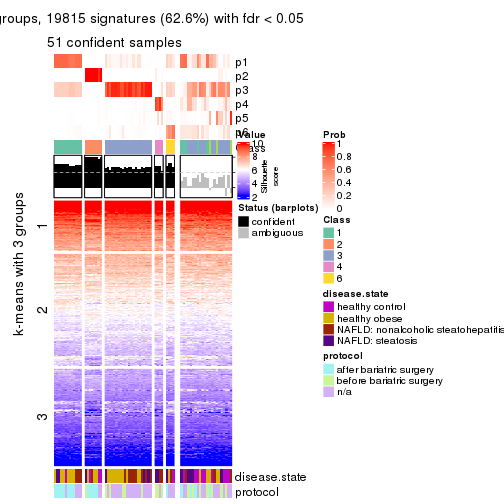 groups, 19815 signatures (62.6%) with fdr < 0.05
51 confident samples
p1
p2
p3
p4
p5
p6
Value
10
8
6
4
2
Silhouette
score
Status (barplots)
confident
ambiguous
Prob
1
0.8
0.6
0.4
0.2
0
Class
1
2
3
4
6
disease.state
healthy control
healthy obese
NAFLD: nonalcoholic steatohepatitis
NAFLD: steatosis
protocol
after bariatric surgery
before bariatric surgery
n/a
k-means with 3 groups
1
2
3
disease.state
protocol